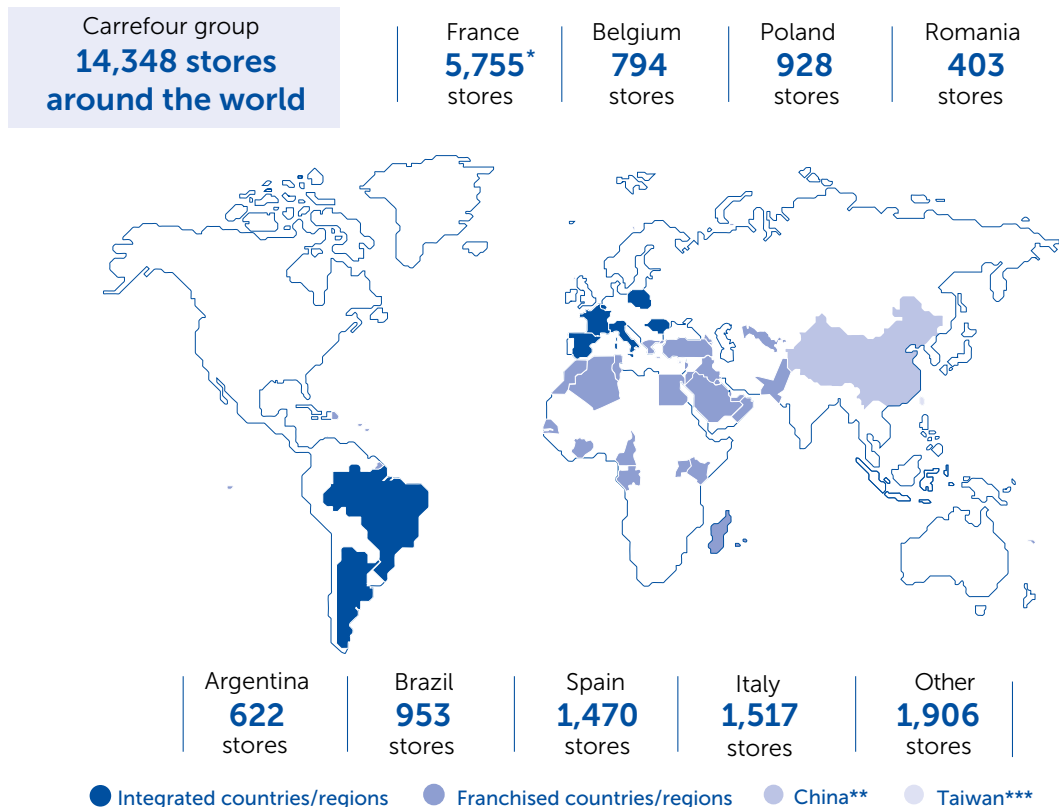 Carrefour group
14,348 stores
around the world
France
5,755*
stores
Belgium
794
stores
Poland
928
stores
Romania
403
stores
Argentina
622
stores
Brazil
953
stores
Spain
1,470
stores
Italy
1,517
stores
Other
1,906
stores
Integrated countries/regions
Franchised countries/regions
China**
Taiwan***